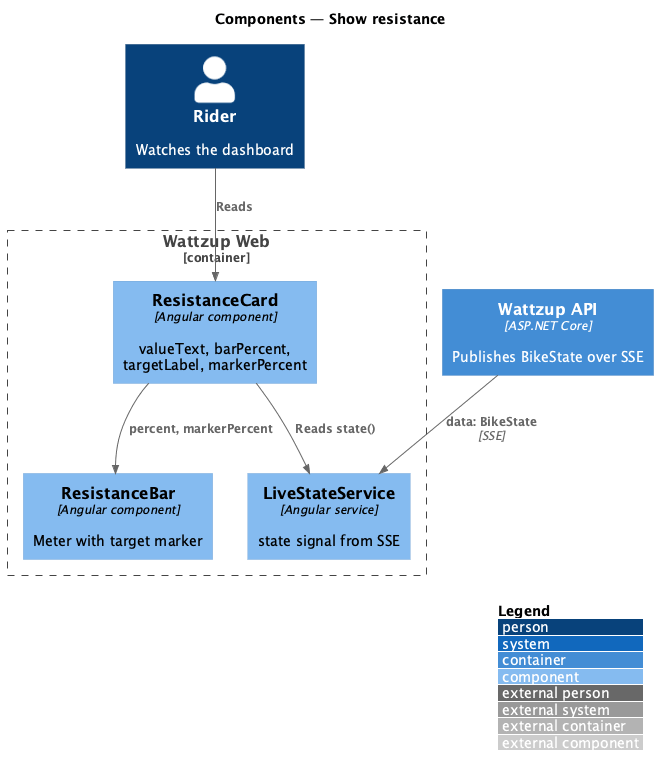 Components — Show resistance
Rider
Watches the dashboard
Reads
Wattzup Web
[container]
ResistanceCard
[Angular component]
valueText, barPercent,
targetLabel, markerPercent
Wattzup API
[ASP.NET Core]
Publishes BikeState over SSE
percent, markerPercent
Reads state()
data: BikeState
[SSE]
ResistanceBar
[Angular component]
Meter with target marker
LiveStateService
[Angular service]
state signal from SSE
Legend
person
system
container
component
external person
external system
external container
external component